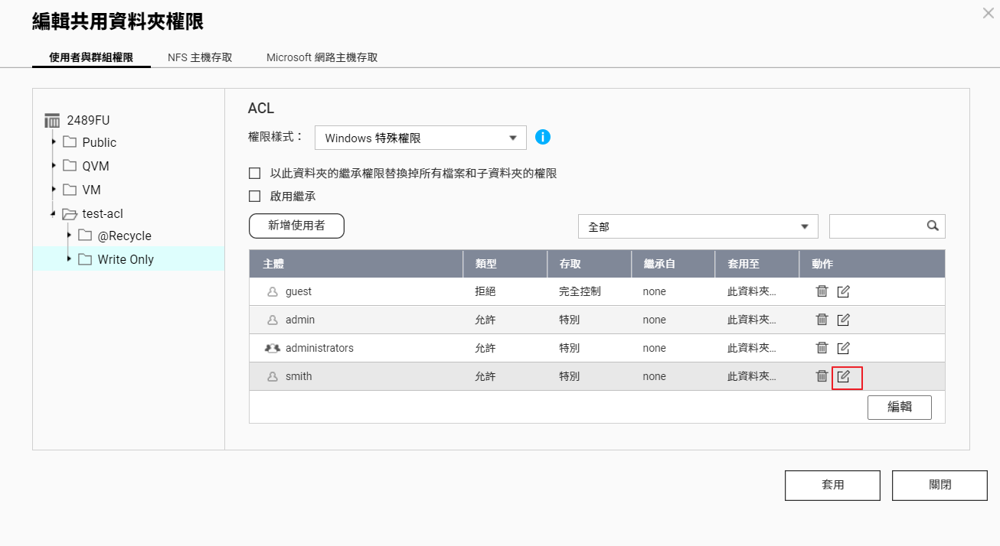 編輯共用資料夾權限
使用者與群組權限 NFS 主機存取 Microsoft 網路主機存取
2489FU
Public
QVM
VM
test-acl
@Recycle
Write Only
ACL
權限樣式： Windows 特殊權限
以此資料夾的繼承權限替換掉所有檔案和子資料夾的權限
啟用繼承
新增使用者 全部
主體 類型 存取 繼承自 套用至 動作
guest 拒絕 完全控制 none 此資料夾...
admin 允許 特別 none 此資料夾...
administrators 允許 特別 none 此資料夾...
smith 允許 特別 none 此資料夾...
編輯
套用 關閉